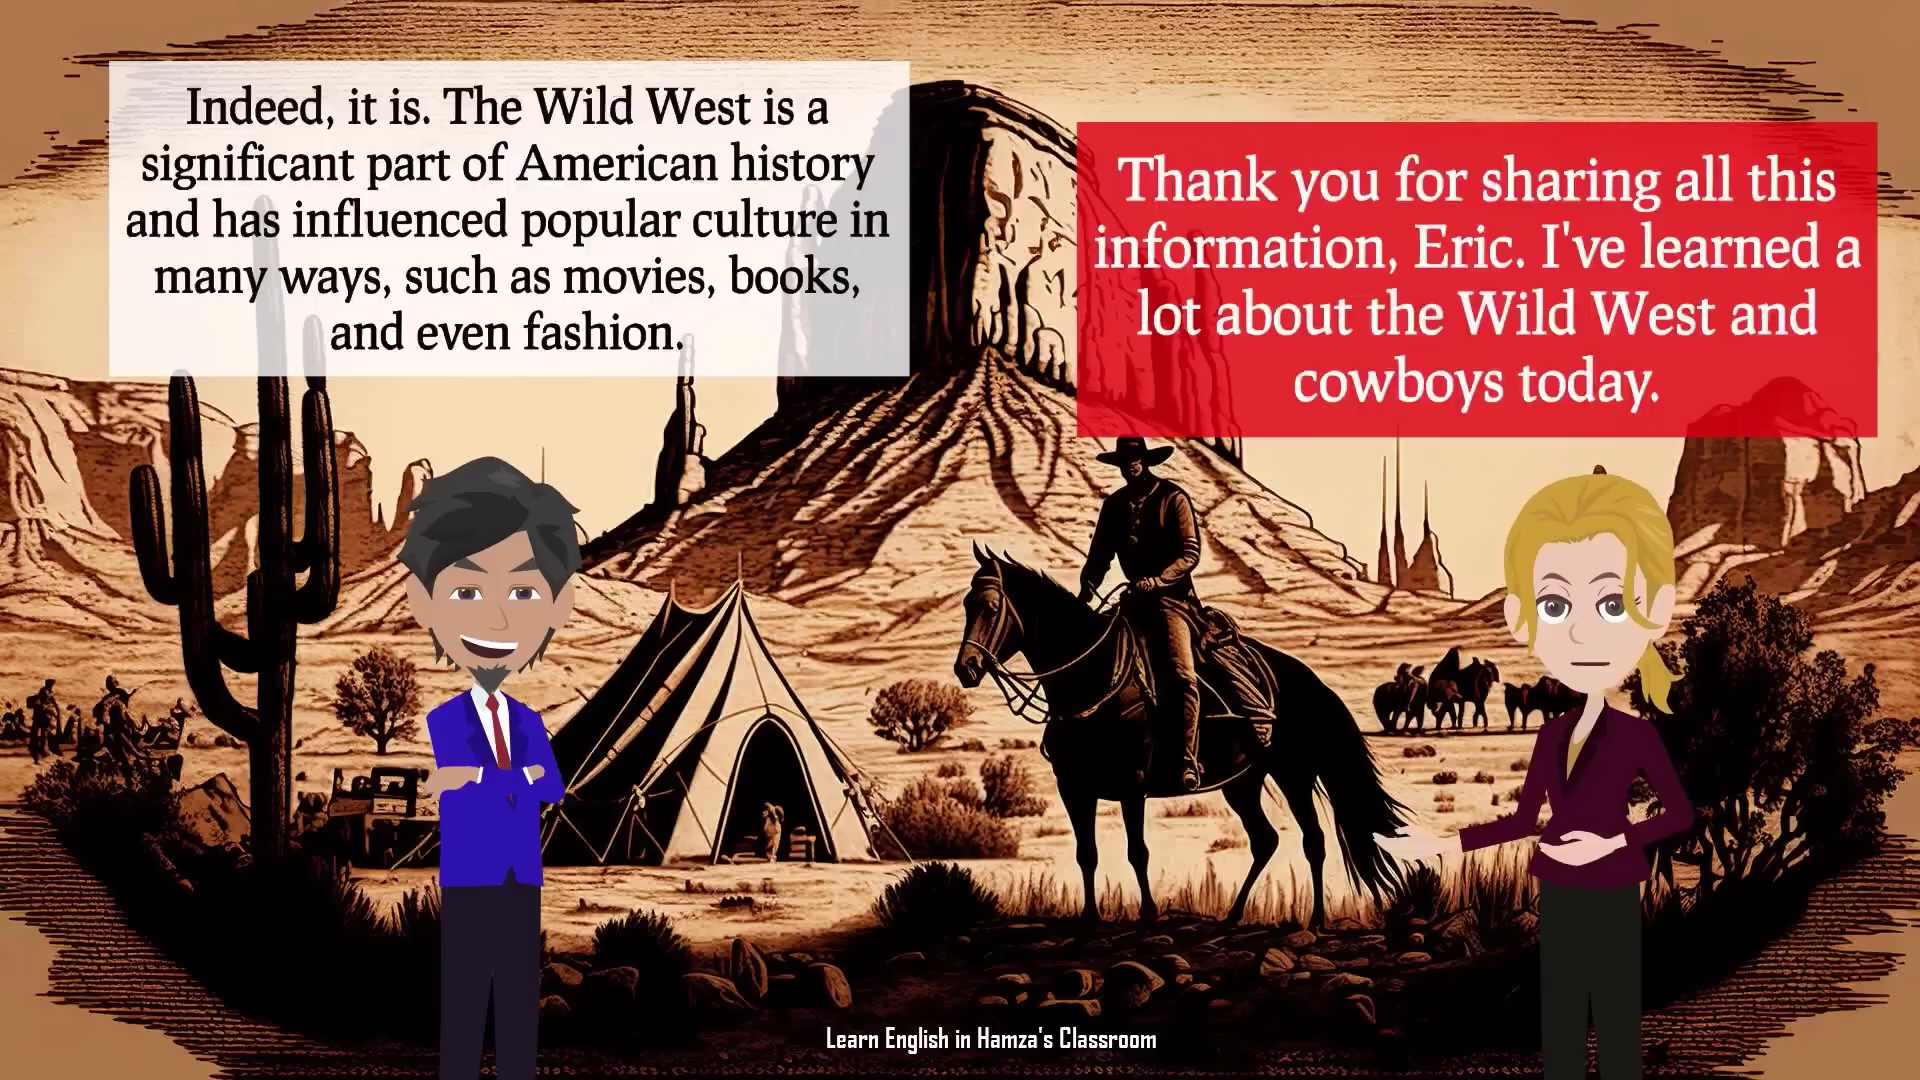 Indeed, it is. The Wild West is a
significant part of American history
and has influenced popular culture in
many ways, such as movies, books,
and even fashion.
Thank you for sharing all this
information, Eric. I've learned a
lot about the Wild West and
cowboys today.
Learn English in Hamza's Classroom